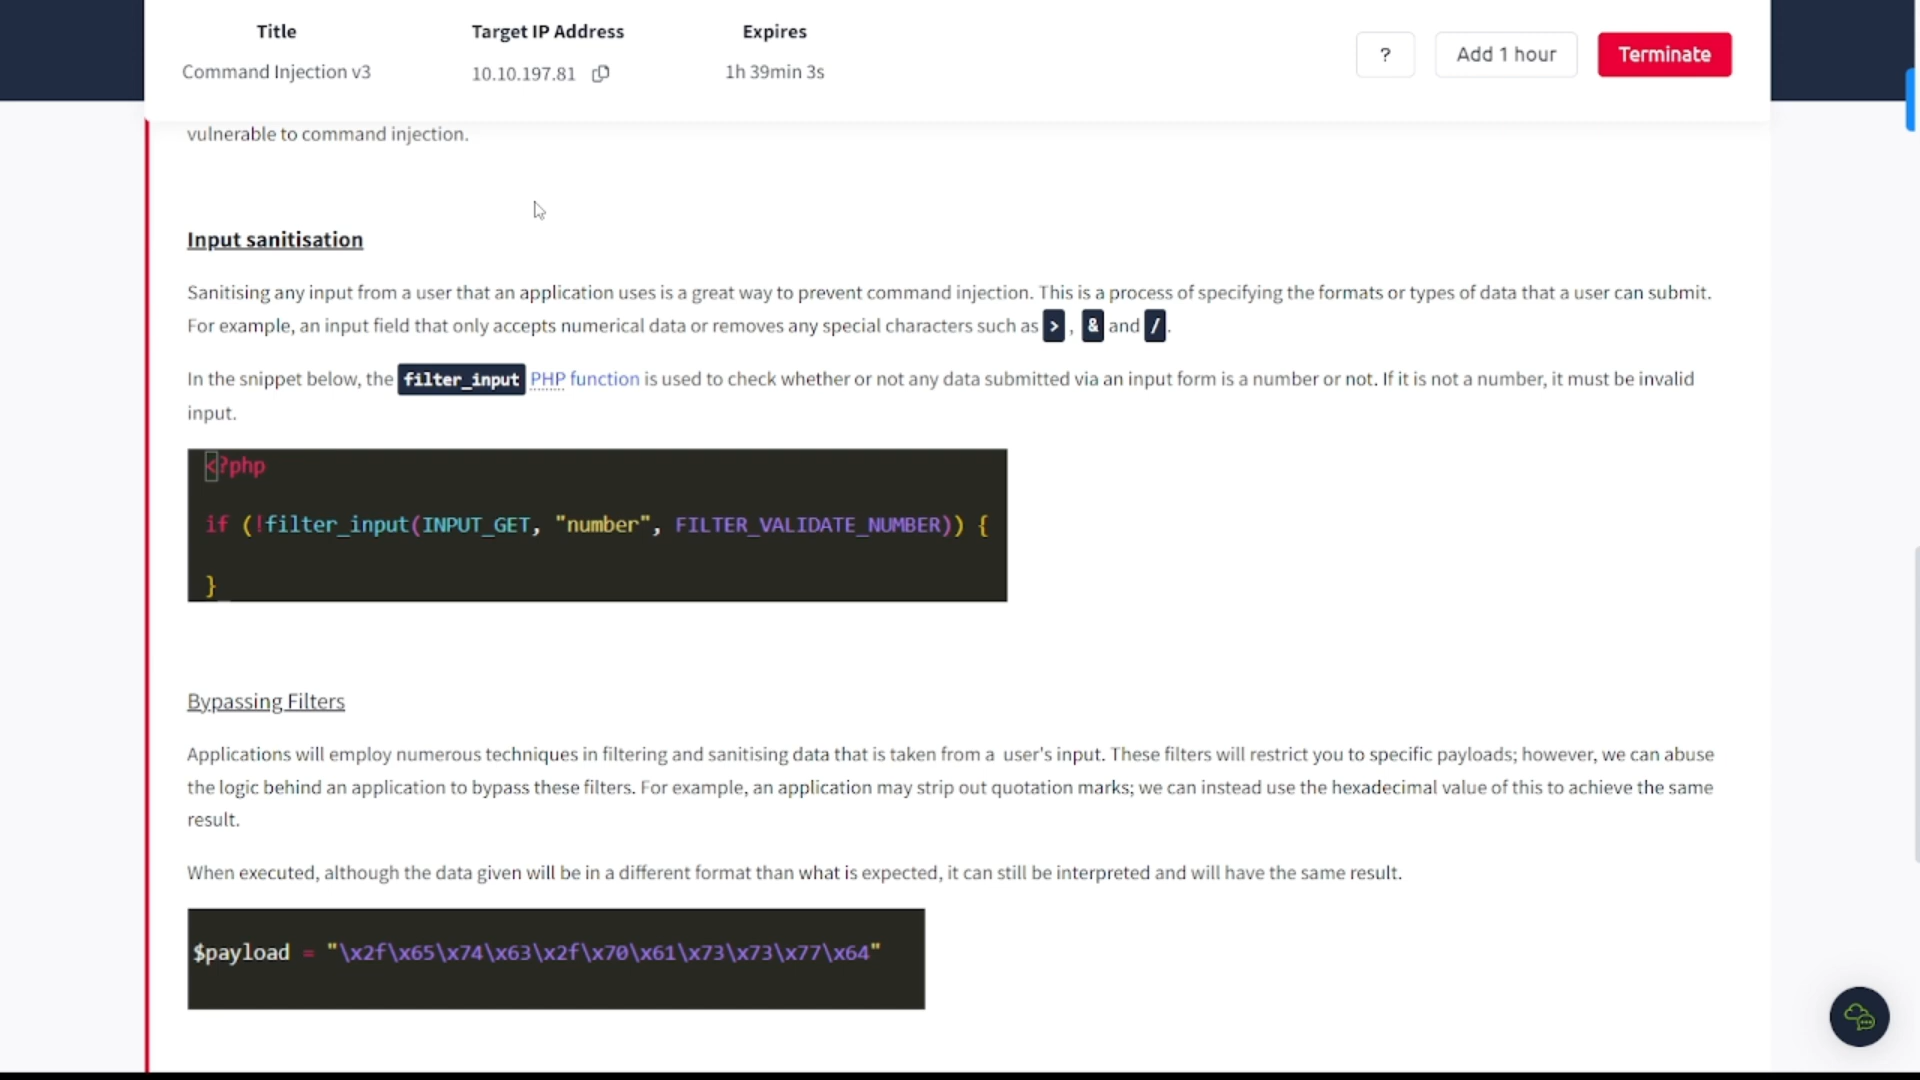 Title
Target IP Address
Expires
Command Injection v3
10.10.197.81
1h 39min 3s
?
Add 1 hour
Terminate
vulnerable to command injection.
Input sanitisation
Sanitising any input from a user that an application uses is a great way to prevent command injection. This is a process of specifying the formats or types of data that a user can submit.
For example, an input field that only accepts numerical data or removes any special characters such as > , & and / .
In the snippet below, the filter_input PHP function is used to check whether or not any data submitted via an input form is a number or not. If it is not a number, it must be invalid
input.
<?php
if (!filter_input(INPUT_GET, "number", FILTER_VALIDATE_NUMBER)) {
}
Bypassing Filters
Applications will employ numerous techniques in filtering and sanitising data that is taken from a user's input. These filters will restrict you to specific payloads; however, we can abuse
the logic behind an application to bypass these filters. For example, an application may strip out quotation marks; we can instead use the hexadecimal value of this to achieve the same
result.
When executed, although the data given will be in a different format than what is expected, it can still be interpreted and will have the same result.
$payload = "\x2f\x65\x74\x63\x2f\x70\x61\x73\x73\x77\x64"